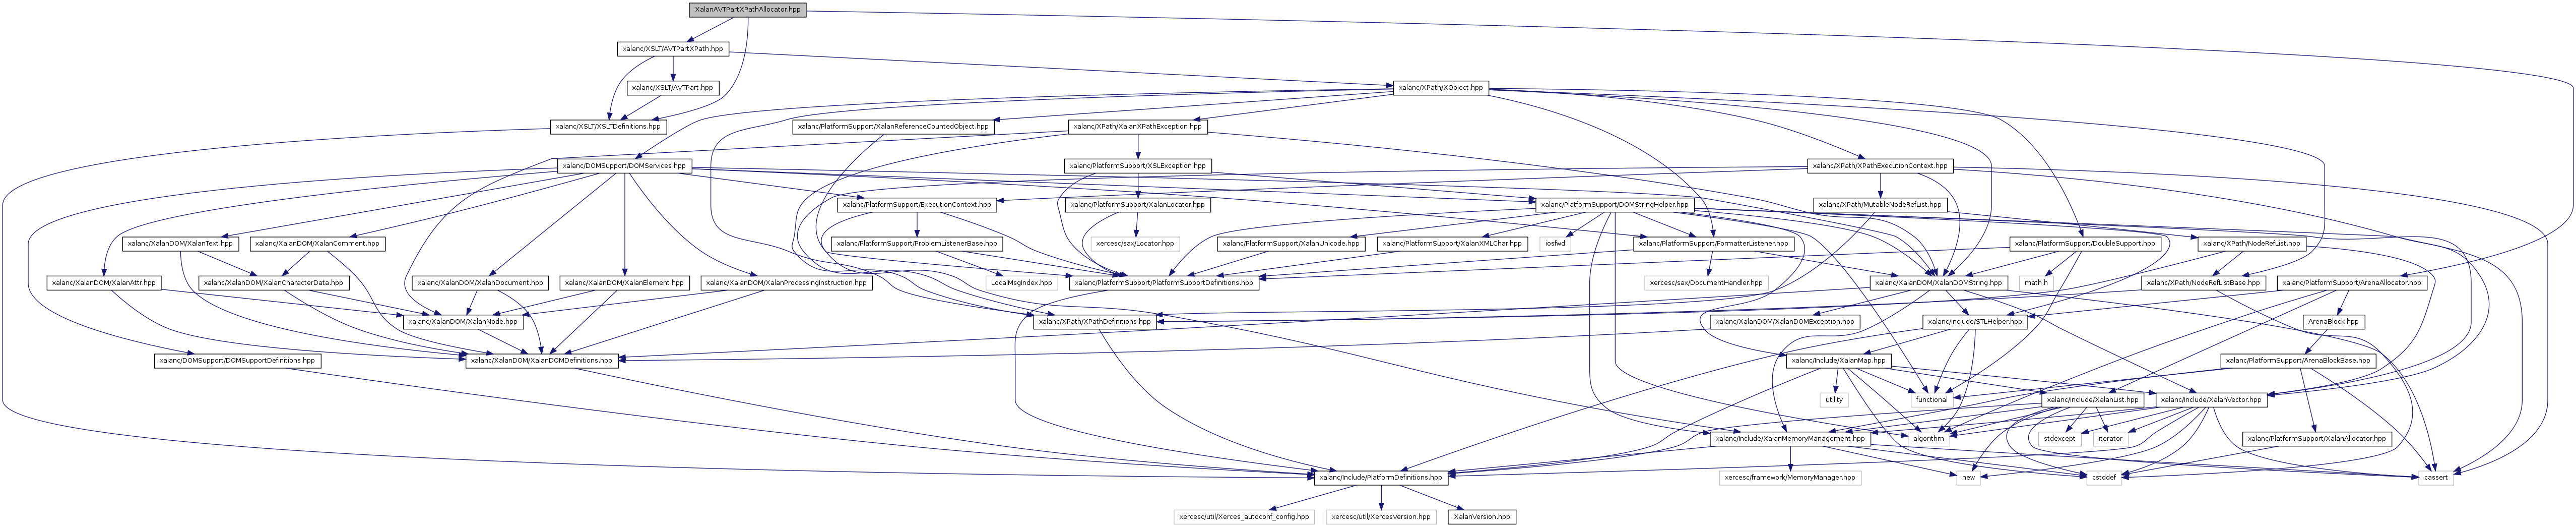 XalanAVTPartXPathAllocator.hpp
xalanc/XSLT/AVTPartXPath.hpp
xalanc/XSLT/AVTPart.hpp
xalanc/XPath/XObject.hpp
xalanc/XSLT/XSLTDefinitions.hpp
xalanc/PlatformSupport/XalanReferenceCountedObject.hpp
xalanc/XPath/XalanXPathException.hpp
xalanc/DOMSupport/DOMServices.hpp
xalanc/PlatformSupport/XSLException.hpp
xalanc/XPath/XPathExecutionContext.hpp
xalanc/PlatformSupport/ExecutionContext.hpp
xalanc/PlatformSupport/XalanLocator.hpp
xalanc/PlatformSupport/DOMStringHelper.hpp
xalanc/XPath/MutableNodeRefList.hpp
xalanc/XalanDOM/XalanText.hpp
xalanc/XalanDOM/XalanComment.hpp
xalanc/PlatformSupport/ProblemListenerBase.hpp
xercesc/sax/Locator.hpp
xalanc/PlatformSupport/XalanUnicode.hpp
xalanc/PlatformSupport/XalanXMLChar.hpp
iosfwd
xalanc/PlatformSupport/FormatterListener.hpp
xalanc/PlatformSupport/DoubleSupport.hpp
xalanc/XPath/NodeRefList.hpp
xalanc/XalanDOM/XalanAttr.hpp
xalanc/XalanDOM/XalanCharacterData.hpp
xalanc/XalanDOM/XalanDocument.hpp
xalanc/XalanDOM/XalanElement.hpp
xalanc/XalanDOM/XalanProcessingInstruction.hpp
LocalMsgIndex.hpp
xalanc/PlatformSupport/PlatformSupportDefinitions.hpp
xercesc/sax/DocumentHandler.hpp
xalanc/XalanDOM/XalanDOMString.hpp
math.h
xalanc/XPath/NodeRefListBase.hpp
xalanc/PlatformSupport/ArenaAllocator.hpp
xalanc/XalanDOM/XalanNode.hpp
xalanc/XPath/XPathDefinitions.hpp
xalanc/XalanDOM/XalanDOMException.hpp
xalanc/Include/STLHelper.hpp
ArenaBlock.hpp
xalanc/DOMSupport/DOMSupportDefinitions.hpp
xalanc/XalanDOM/XalanDOMDefinitions.hpp
xalanc/Include/XalanMap.hpp
xalanc/PlatformSupport/ArenaBlockBase.hpp
utility
functional
xalanc/Include/XalanList.hpp
xalanc/Include/XalanVector.hpp
xalanc/Include/XalanMemoryManagement.hpp
algorithm
stdexcept
iterator
xalanc/PlatformSupport/XalanAllocator.hpp
xalanc/Include/PlatformDefinitions.hpp
xercesc/framework/MemoryManager.hpp
new
cstddef
cassert
xercesc/util/Xerces_autoconf_config.hpp
xercesc/util/XercesVersion.hpp
XalanVersion.hpp